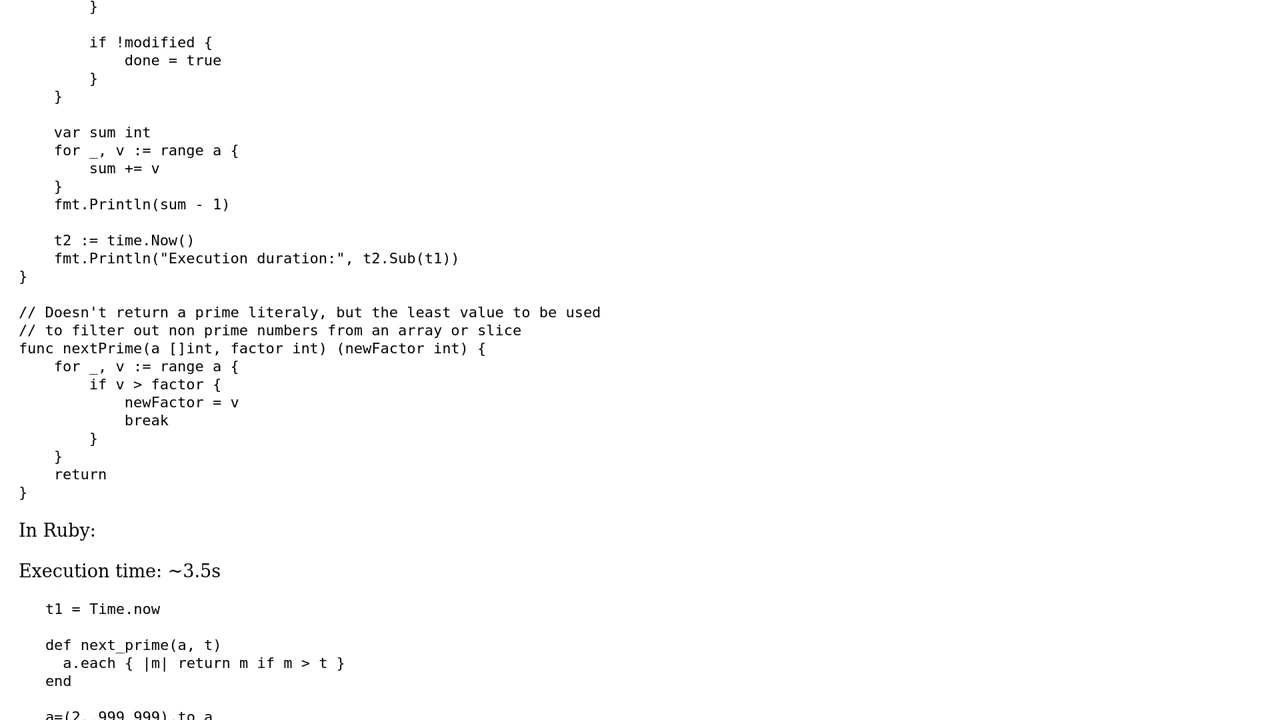 }

        if !modified {
            done = true
        }
    }

    var sum int
    for _, v := range a {
        sum += v
    }
    fmt.Println(sum - 1)

    t2 := time.Now()
    fmt.Println("Execution duration:", t2.Sub(t1))
}

// Doesn't return a prime literaly, but the least value to be used
// to filter out non prime numbers from an array or slice
func nextPrime(a []int, factor int) (newFactor int) {
    for _, v := range a {
        if v > factor {
            newFactor = v
            break
        }
    }
    return
}
In Ruby:
Execution time: ~3.5s
   t1 = Time.now

   def next_prime(a, t)
     a.each { |m| return m if m > t }
   end

   a=(2..999_999).to_a